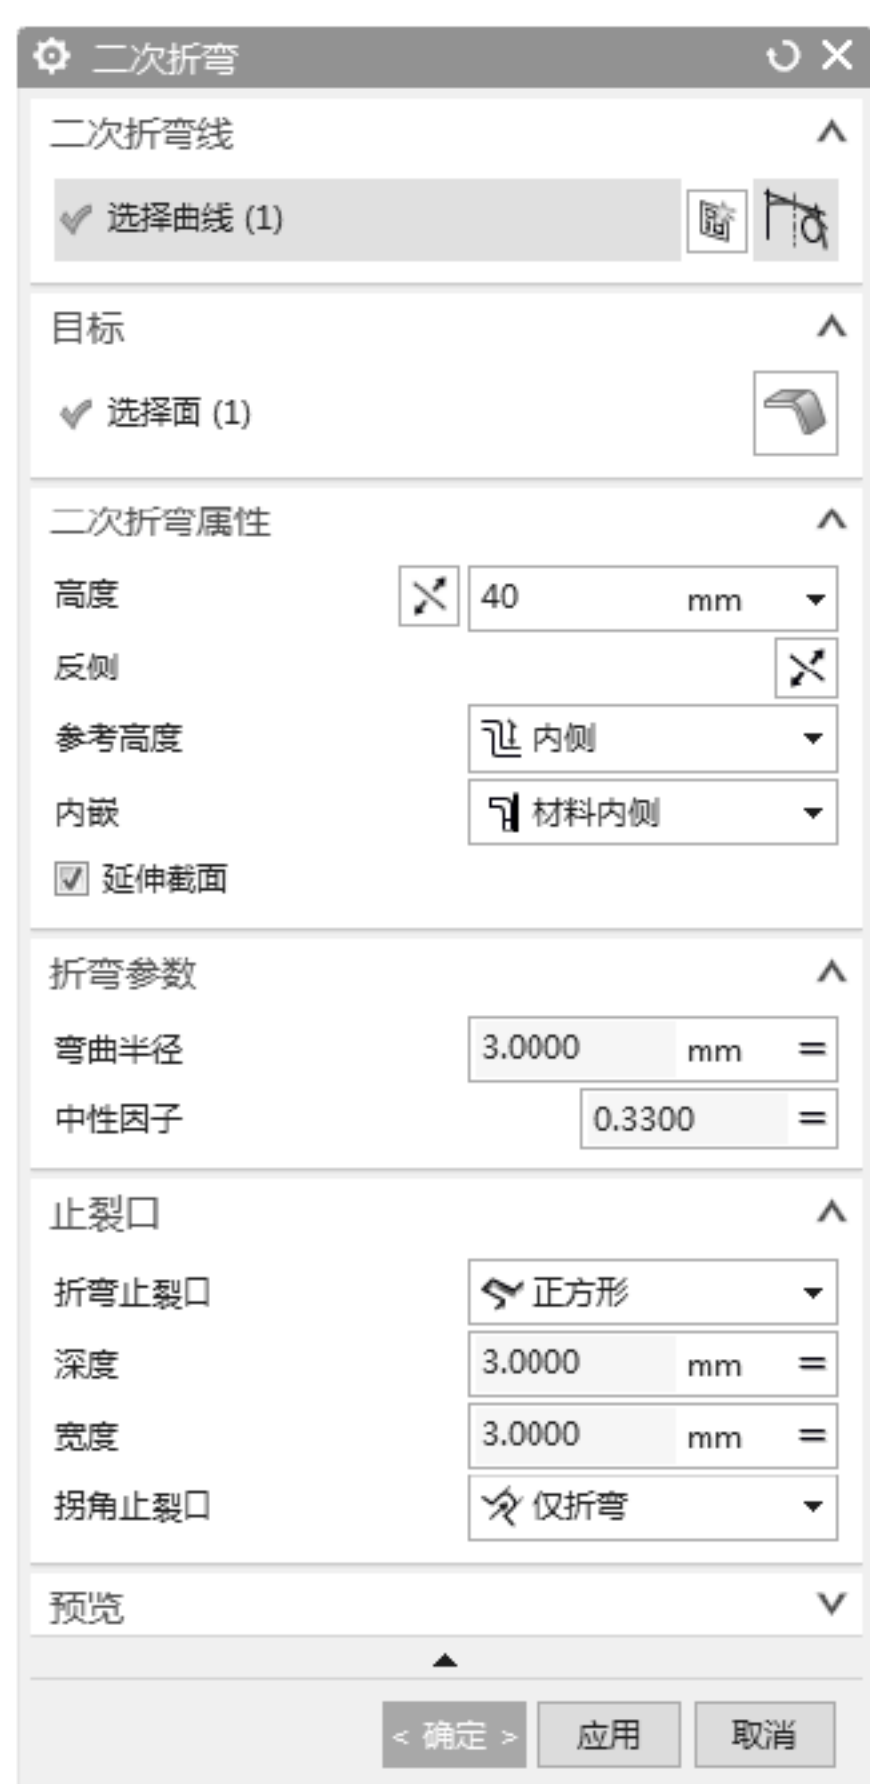 二次折弯
二次折弯线
选择曲线 (1)
目标
选择面 (1)
二次折弯属性
高度 40 mm
反侧
参考高度 内侧
内嵌 材料内侧
延伸截面
折弯参数
弯曲半径 3.0000 mm =
中性因子 0.3300 =
止裂口
折弯止裂口 正方形
深度 3.0000 mm =
宽度 3.0000 mm =
拐角止裂口 仅折弯
预览
< 确定 > 应用 取消